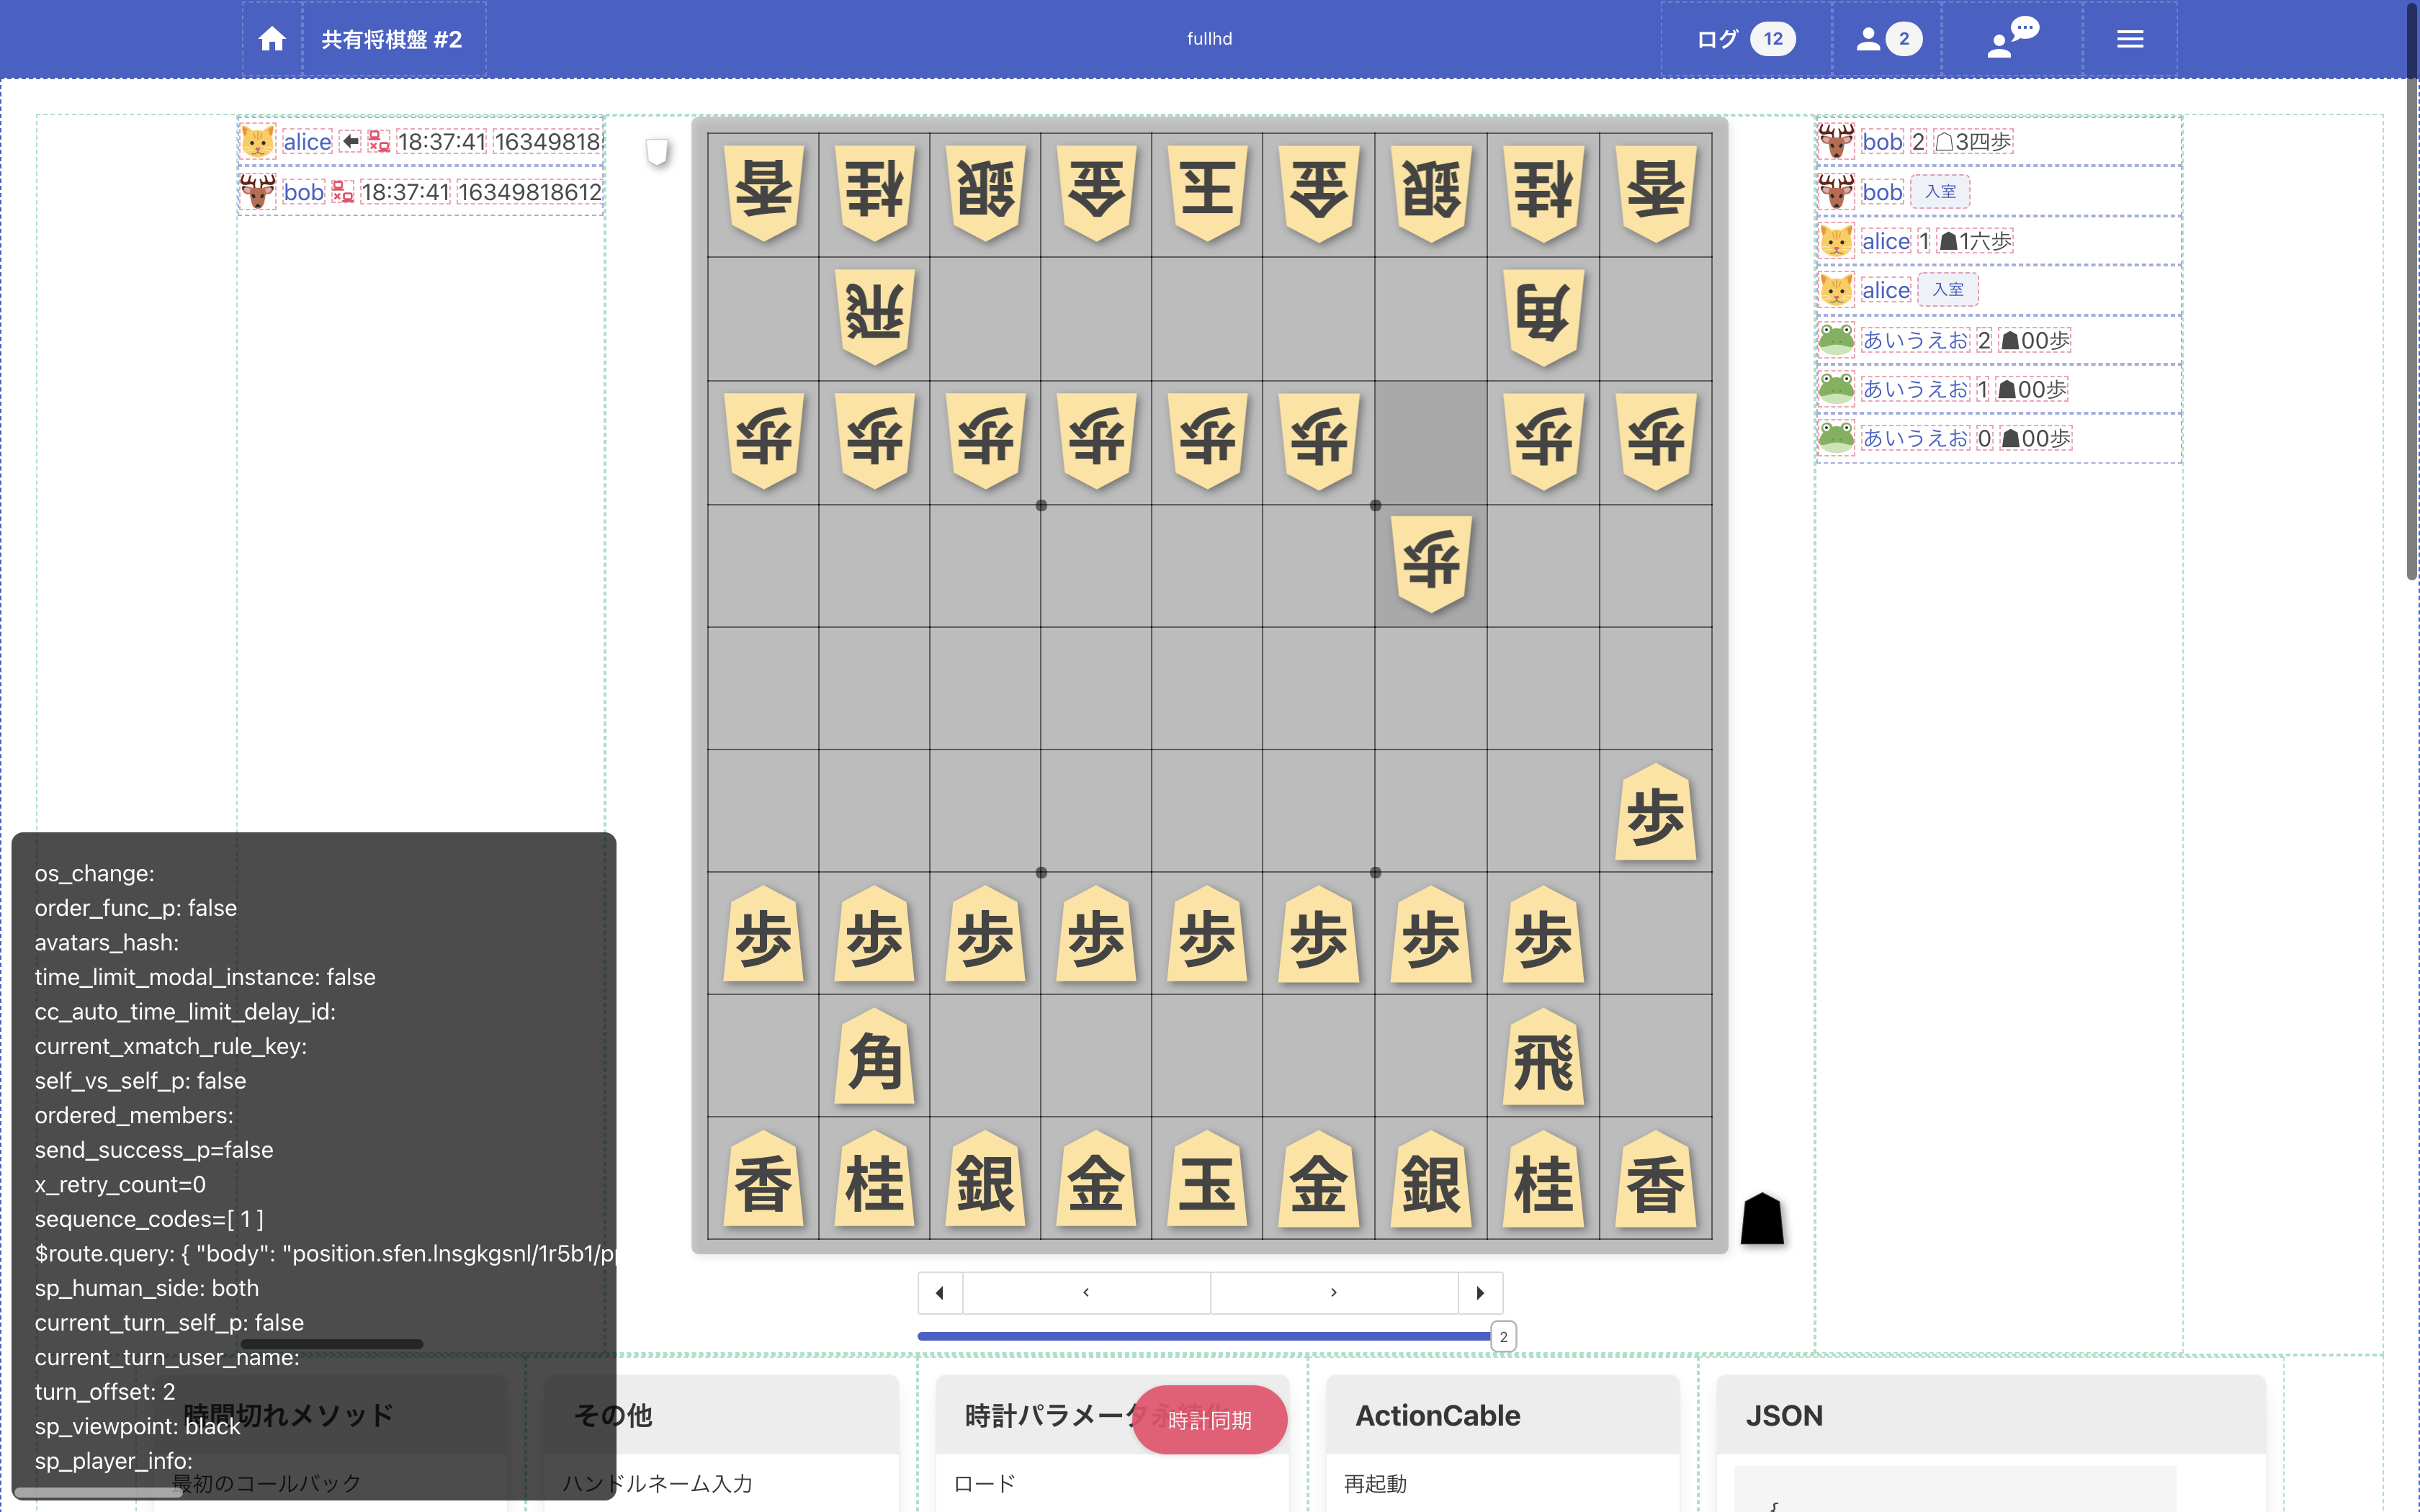 共有将棋盤 #2
fullhd
ログ 12
2
alice 18:37:41 16349818
bob 18:37:41 16349818612
bob 2 ☖3四歩
bob 入室
alice 1 ☗1六歩
alice 入室
あいうえお 2 ☗00歩
あいうえお 1 ☗00歩
あいうえお 0 ☗00歩
香 桂 銀 金 玉 金 銀 桂 香
飛 角
歩 歩 歩 歩 歩 歩 歩 歩
歩
歩
歩 歩 歩 歩 歩 歩 歩 歩
角 飛
香 桂 銀 金 玉 金 銀 桂 香
2
os_change:
order_func_p: false
avatars_hash:
time_limit_modal_instance: false
cc_auto_time_limit_delay_id:
current_xmatch_rule_key:
self_vs_self_p: false
ordered_members:
send_success_p=false
x_retry_count=0
sequence_codes=[ 1 ]
$route.query: { "body": "position.sfen.lnsgkgsnl/1r5b1/p
sp_human_side: both
current_turn_self_p: false
current_turn_user_name:
turn_offset: 2
sp_viewpoint: black
sp_player_info:
時間切れメソッド
最初のコールバック
その他
ハンドルネーム入力
時計パラメータ
時計同期
ロード
ActionCable
再起動
JSON
{